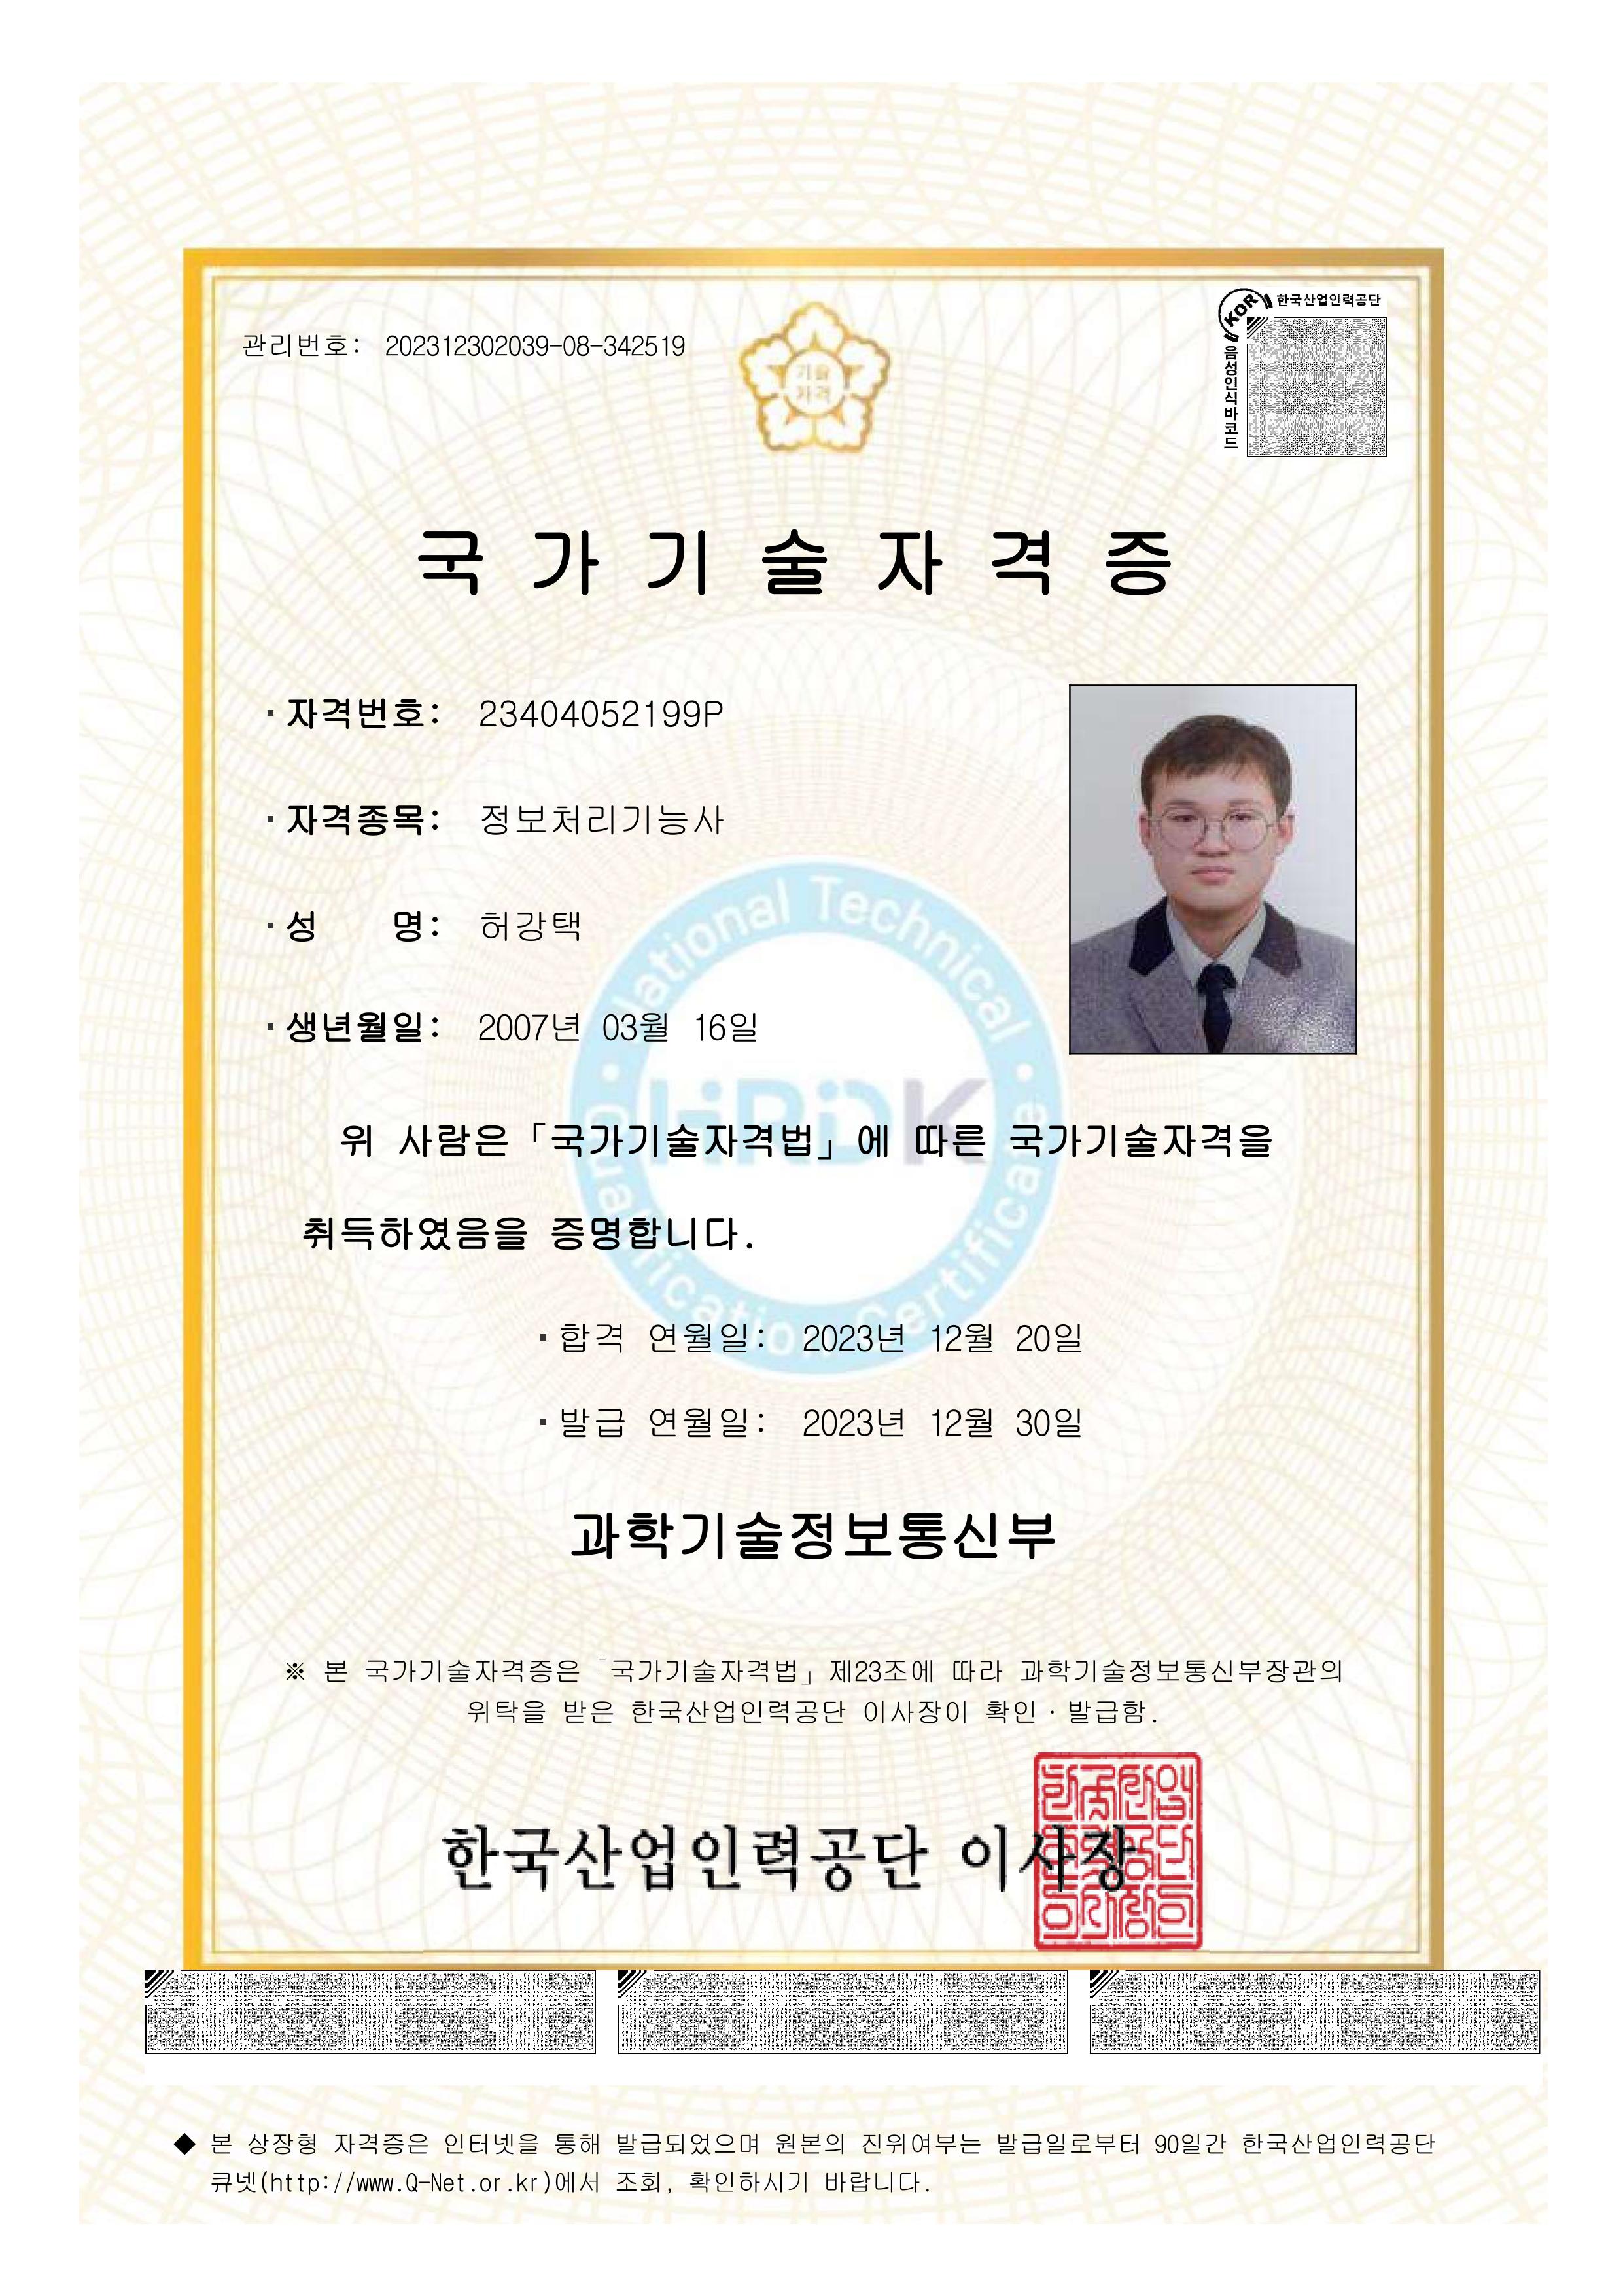 관리번호: 202312302039-08-342519
기술
자격
KOR 한국산업인력공단
음성인식바코드
국가기술자격증
· 자격번호: 23404052199P
· 자격종목: 정보처리기능사
· 성 명: 허강택
· 생년월일: 2007년 03월 16일
National Technical
HRDK
Qualification Certificate
위 사람은「국가기술자격법」에 따른 국가기술자격을
취득하였음을 증명합니다.
· 합격 연월일: 2023년 12월 20일
· 발급 연월일: 2023년 12월 30일
과학기술정보통신부
※ 본 국가기술자격증은「국가기술자격법」제23조에 따라 과학기술정보통신부장관의
위탁을 받은 한국산업인력공단 이사장이 확인·발급함.
한국산업인력공단 이사장
◆ 본 상장형 자격증은 인터넷을 통해 발급되었으며 원본의 진위여부는 발급일로부터 90일간 한국산업인력공단
큐넷(http://www.Q-Net.or.kr)에서 조회, 확인하시기 바랍니다.